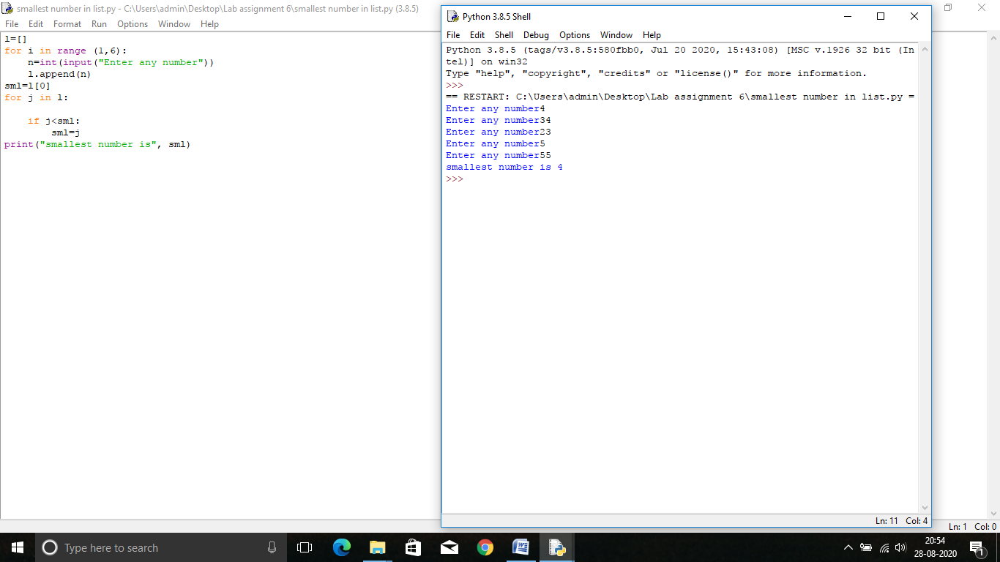 smallest number in list.py - C:\Users\admin\Desktop\Lab assignment 6\smallest number in list.py (3.8.5)
File Edit Format Run Options Window Help
l=[]
for i in range (1,6):
    n=int(input("Enter any number"))
    l.append(n)
sml=l[0]
for j in l:
    if j<sml:
        sml=j
print("smallest number is", sml)
Python 3.8.5 Shell
File Edit Shell Debug Options Window Help
Python 3.8.5 (tags/v3.8.5:580fbb0, Jul 20 2020, 15:43:08) [MSC v.1926 32 bit (In
tel)] on win32
Type "help", "copyright", "credits" or "license()" for more information.
>>>
== RESTART: C:\Users\admin\Desktop\Lab assignment 6\smallest number in list.py =
Enter any number4
Enter any number34
Enter any number23
Enter any number5
Enter any number55
smallest number is 4
>>>
Ln: 11 Col: 4
Ln: 1 Col: 0
Type here to search
20:54
28-08-2020
1